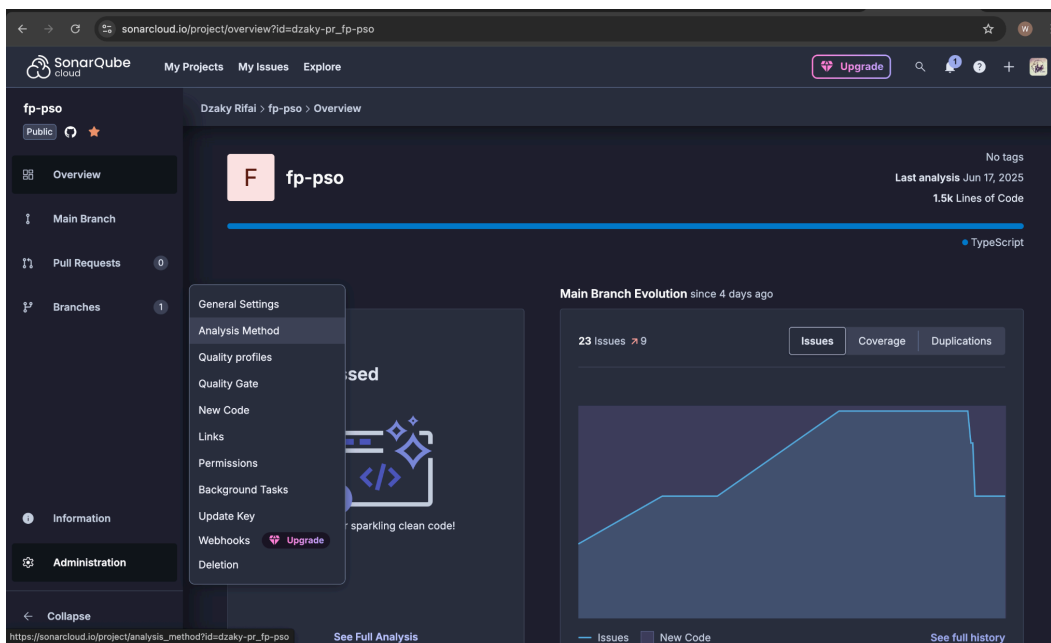 sonarcloud.io/project/overview?id=dzaky-pr_fp-pso
W
SonarQube
cloud
My Projects
My Issues
Explore
Upgrade
1
?
+
fp-pso
Public
Overview
Main Branch
Pull Requests 0
Branches 1
Information
Administration
Collapse
General Settings
Analysis Method
Quality profiles
Quality Gate
New Code
Links
Permissions
Background Tasks
Update Key
Webhooks Upgrade
Deletion
Dzaky Rifai > fp-pso > Overview
F fp-pso
No tags
Last analysis Jun 17, 2025
1.5k Lines of Code
TypeScript
ssed
</>
sparkling clean code!
See Full Analysis
Main Branch Evolution since 4 days ago
23 Issues 9
Issues
Coverage
Duplications
Issues
New Code
See full history
https://sonarcloud.io/project/analysis_method?id=dzaky-pr_fp-pso